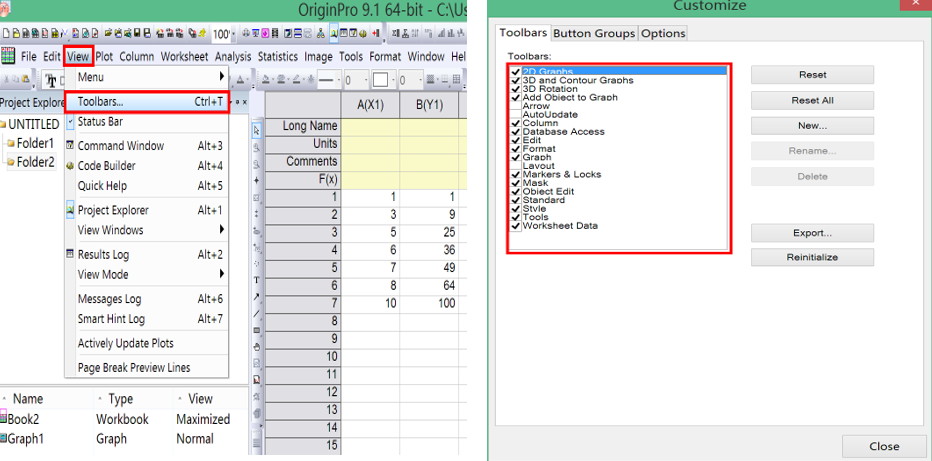 OriginPro 9.1 64-bit - C:\Us
100'
File Edit View Plot Column Worksheet Analysis Statistics Image Tools Format Window Hel
0 0
Project Explore
UNTITLED
Folder1
Folder2
Menu
Toolbars... Ctrl+T
Status Bar
Command Window Alt+3
Code Builder Alt+4
Quick Help Alt+5
Project Explorer Alt+1
View Windows
Results Log Alt+2
View Mode
Messages Log Alt+6
Smart Hint Log Alt+7
Actively Update Plots
Page Break Preview Lines
Name Type View
Book2 Workbook Maximized
Graph1 Graph Normal
A(X1) B(Y1)
Long Name
Units
Comments
F(x)
1 1 1
2 3 9
3 5 25
4 6 36
5 7 49
6 8 64
7 10 100
8
9
10
11
12
13
14
15
Customize
Toolbars Button Groups Options
Toolbars:
2D Graphs
3D and Contour Graphs
3D Rotation
Add Object to Graph
Arrow
AutoUpdate
Column
Database Access
Edit
Format
Graph
Layout
Markers & Locks
Mask
Object Edit
Standard
Style
Tools
Worksheet Data
Reset
Reset All
New...
Rename...
Delete
Export...
Reinitialize
Close